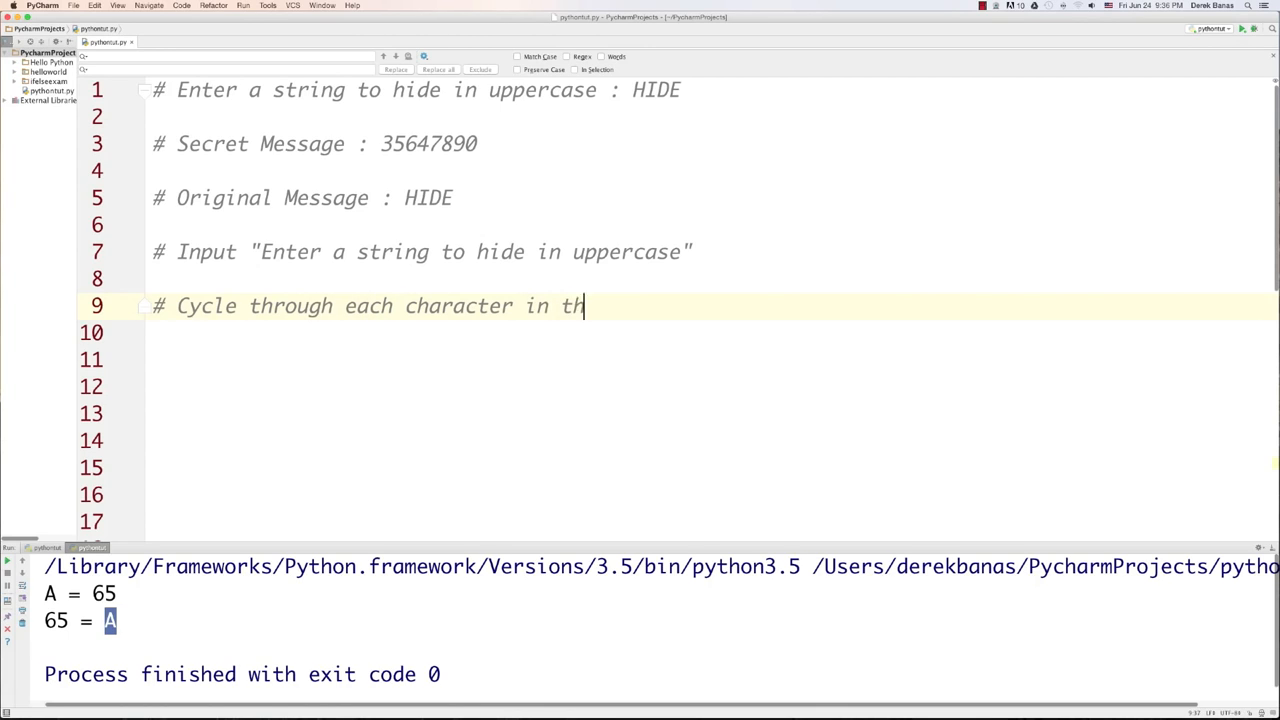 PyCharm File Edit View Navigate Code Refactor Run Tools VCS Window Help Fri Jun 24 9:36 PM Derek Banas
pythontut.py - PycharmProjects - [~/PycharmProjects]
PycharmProjects pythontut.py pythontut
pythontut.py
PycharmProject
Hello Python
helloworld
ifelseexam
pythontut.py
External Librarie
Match Case Regex Words
Replace Replace all Exclude Preserve Case In Selection
1 # Enter a string to hide in uppercase : HIDE
2
3 # Secret Message : 35647890
4
5 # Original Message : HIDE
6
7 # Input "Enter a string to hide in uppercase"
8
9 # Cycle through each character in th
10
11
12
13
14
15
16
17
Run: pythontut pythontut
/Library/Frameworks/Python.framework/Versions/3.5/bin/python3.5 /Users/derekbanas/PycharmProjects/pytho
A = 65
65 = A
Process finished with exit code 0
9:37 LF UTF-8